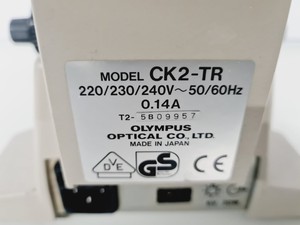 MODEL CK2-TR
220/230/240V~50/60Hz
0.14A
T2-5809957
OLYMPUS
OPTICAL CO., LTD.
MADE IN JAPAN
DVE
GS